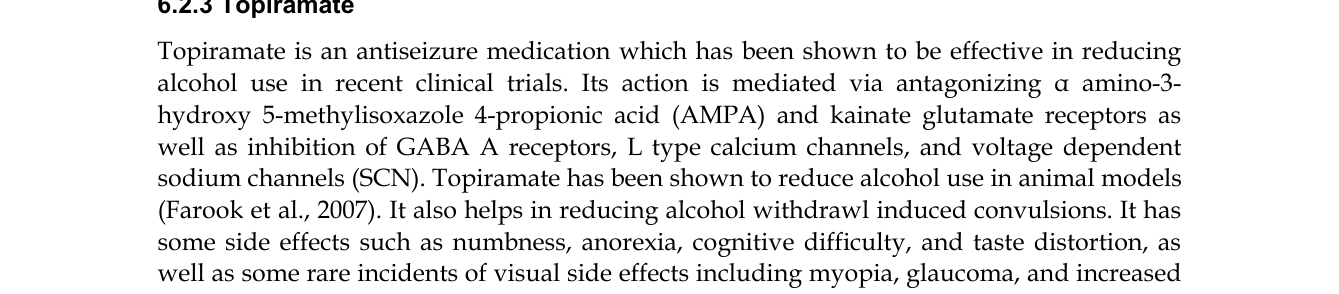 6.2.3 Topiramate
Topiramate is an antiseizure medication which has been shown to be effective in reducing
alcohol use in recent clinical trials. Its action is mediated via antagonizing α amino-3-
hydroxy 5-methylisoxazole 4-propionic acid (AMPA) and kainate glutamate receptors as
well as inhibition of GABA A receptors, L type calcium channels, and voltage dependent
sodium channels (SCN). Topiramate has been shown to reduce alcohol use in animal models
(Farook et al., 2007). It also helps in reducing alcohol withdrawl induced convulsions. It has
some side effects such as numbness, anorexia, cognitive difficulty, and taste distortion, as
well as some rare incidents of visual side effects including myopia, glaucoma, and increased